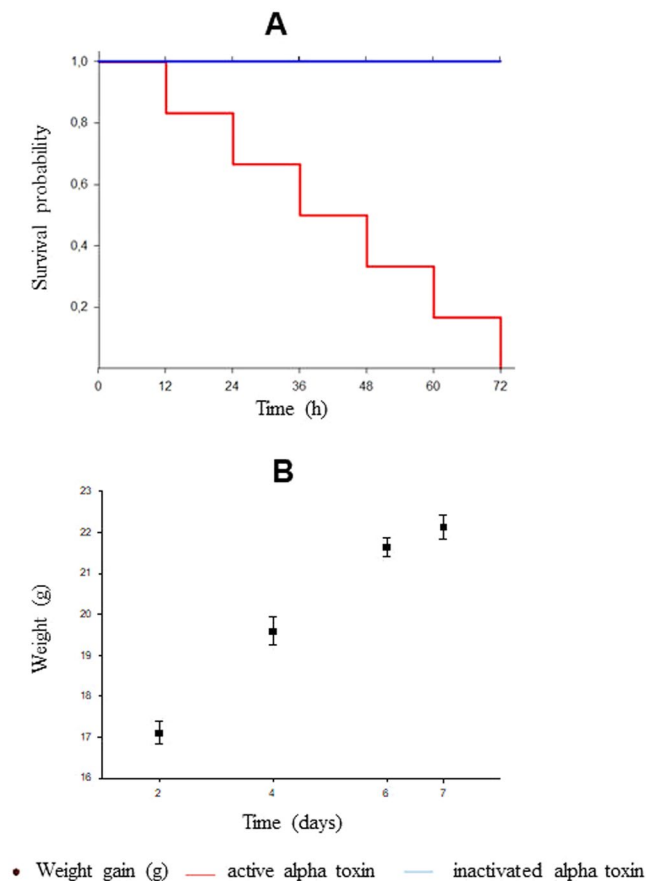 A
1,0
0,8
0,6
0,4
0,2
Survival probability
0 12 24 36 48 60 72
Time (h)
B
23
22
21
20
19
18
17
16
Weight (g)
2 4 6 7
Time (days)
Weight gain (g) active alpha toxin inactivated alpha toxin